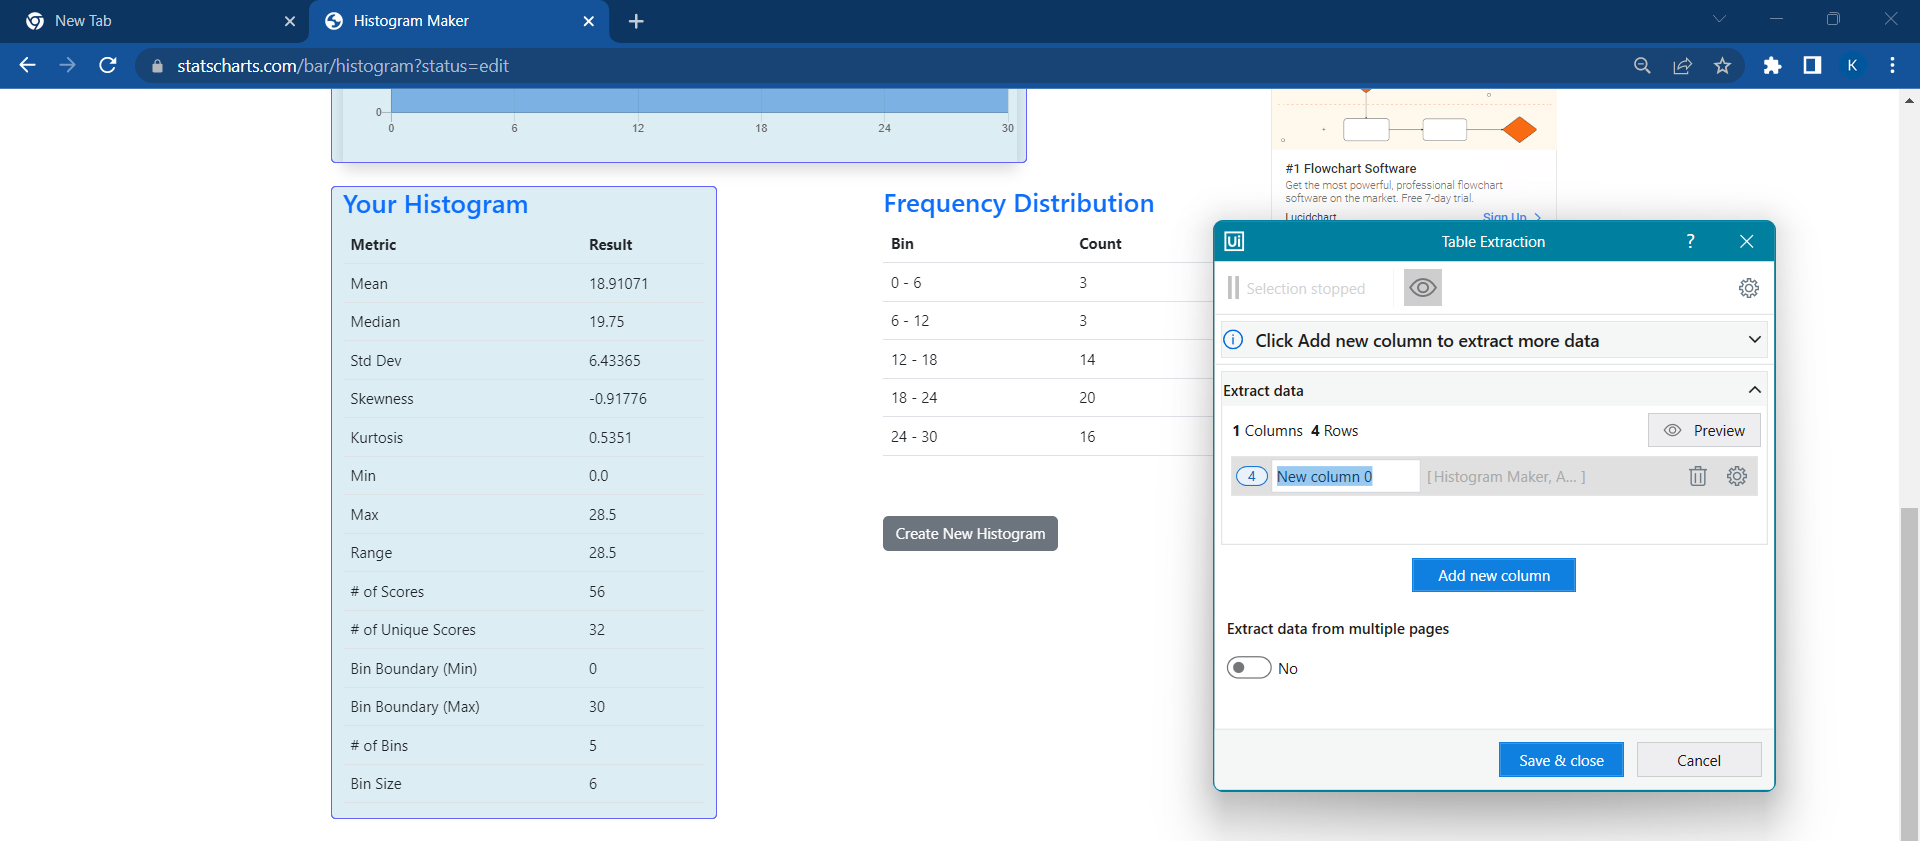 New Tab
Histogram Maker
statscharts.com/bar/histogram?status=edit
K
0
0 6 12 18 24 30
#1 Flowchart Software
Get the most powerful, professional flowchart
software on the market. Free 7-day trial.
Lucidchart Sign Up
Your Histogram
Metric Result
Mean 18.91071
Median 19.75
Std Dev 6.43365
Skewness -0.91776
Kurtosis 0.5351
Min 0.0
Max 28.5
Range 28.5
# of Scores 56
# of Unique Scores 32
Bin Boundary (Min) 0
Bin Boundary (Max) 30
# of Bins 5
Bin Size 6
Frequency Distribution
Bin Count
0 - 6 3
6 - 12 3
12 - 18 14
18 - 24 20
24 - 30 16
Create New Histogram
Ui Table Extraction ?
Selection stopped
Click Add new column to extract more data
Extract data
1 Columns 4 Rows
Preview
4 New column 0 [ Histogram Maker, A... ]
Add new column
Extract data from multiple pages
No
Save & close
Cancel